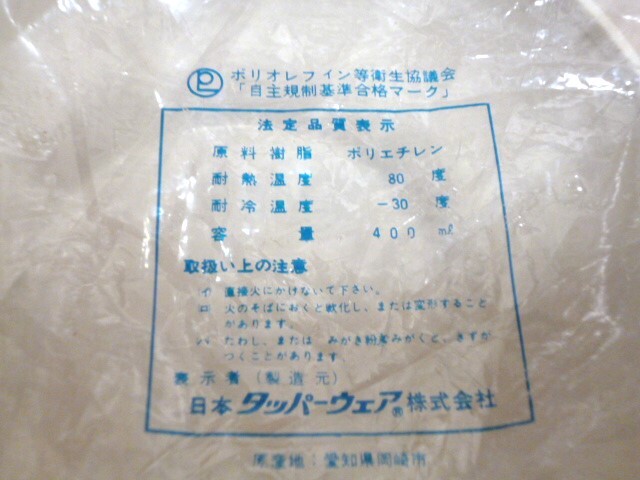 ポリオレフイン等衛生協議会
「自主規制基準合格マーク」
法定品質表示
原料樹脂 ポリエチレン
耐熱温度 80 度
耐冷温度 -30 度
容量 400 ml
取扱い上の注意
イ 直接火にかけないで下さい。
ロ 火のそばにおくと軟化し、または変形すること
があります。
ハ たわし、または みがき粉でみがくと、きずが
つくことがあります。
表示者(製造元)
日本タッパーウェア®株式会社
原産地:愛知県岡崎市